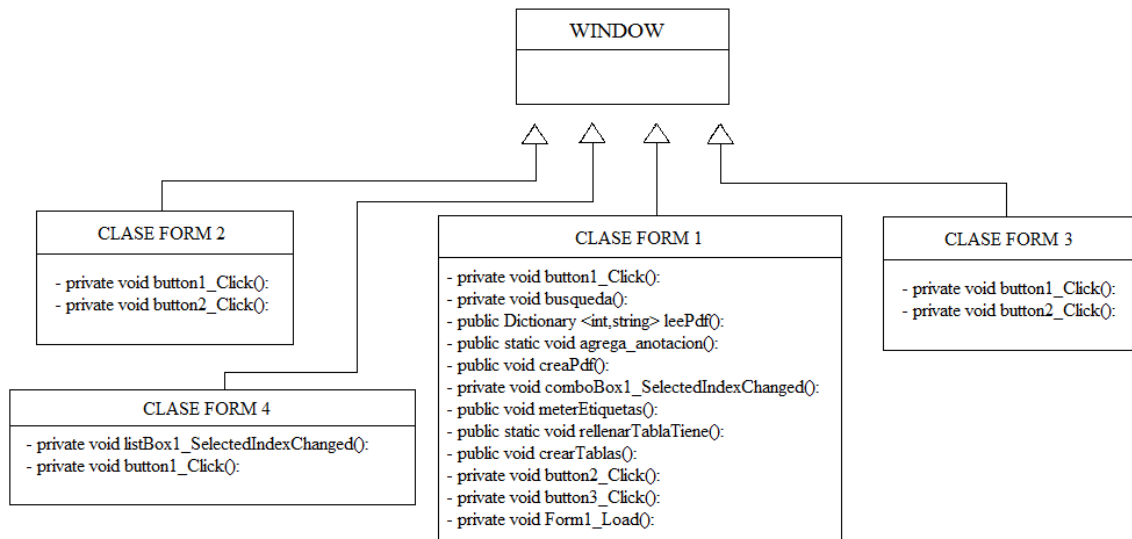 WINDOW
CLASE FORM 2
- private void button1_Click():
- private void button2_Click():
CLASE FORM 4
- private void listBox1_SelectedIndexChanged():
- private void button1_Click():
CLASE FORM 1
- private void button1_Click():
- private void busqueda():
- public Dictionary <int,string> leePdf():
- public static void agrega_anotacion():
- public void creaPdf():
- private void comboBox1_SelectedIndexChanged():
- public void meterEtiquetas():
- public static void rellenarTablaTiene():
- public void crearTablas():
- private void button2_Click():
- private void button3_Click():
- private void Form1_Load():
CLASE FORM 3
- private void button1_Click():
- private void button2_Click():